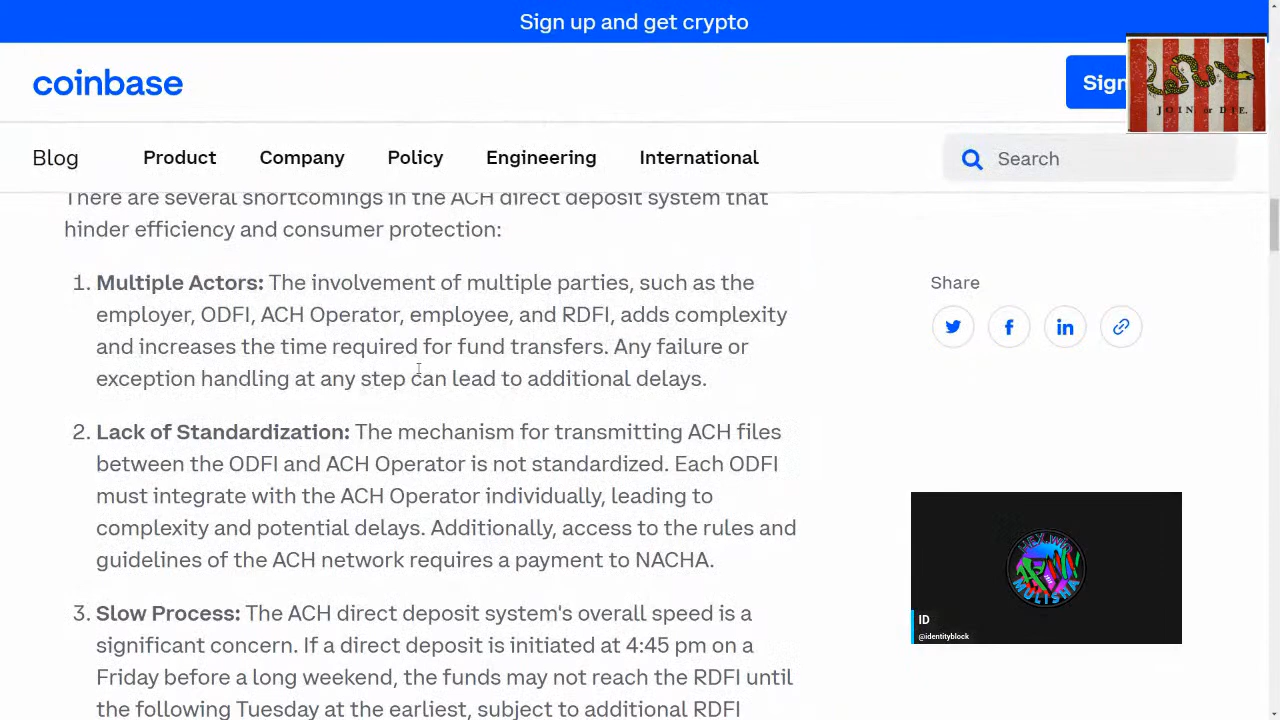 Sign up and get crypto
coinbase
Sign
JOIN or DIE.
Blog
Product
Company
Policy
Engineering
International
Search
There are several shortcomings in the ACH direct deposit system that
hinder efficiency and consumer protection:
1. Multiple Actors: The involvement of multiple parties, such as the
employer, ODFI, ACH Operator, employee, and RDFI, adds complexity
and increases the time required for fund transfers. Any failure or
exception handling at any step can lead to additional delays.
2. Lack of Standardization: The mechanism for transmitting ACH files
between the ODFI and ACH Operator is not standardized. Each ODFI
must integrate with the ACH Operator individually, leading to
complexity and potential delays. Additionally, access to the rules and
guidelines of the ACH network requires a payment to NACHA.
3. Slow Process: The ACH direct deposit system's overall speed is a
significant concern. If a direct deposit is initiated at 4:45 pm on a
Friday before a long weekend, the funds may not reach the RDFI until
the following Tuesday at the earliest, subject to additional RDFI
Share
HEX.WIN
MULISHA
ID
@identityblock